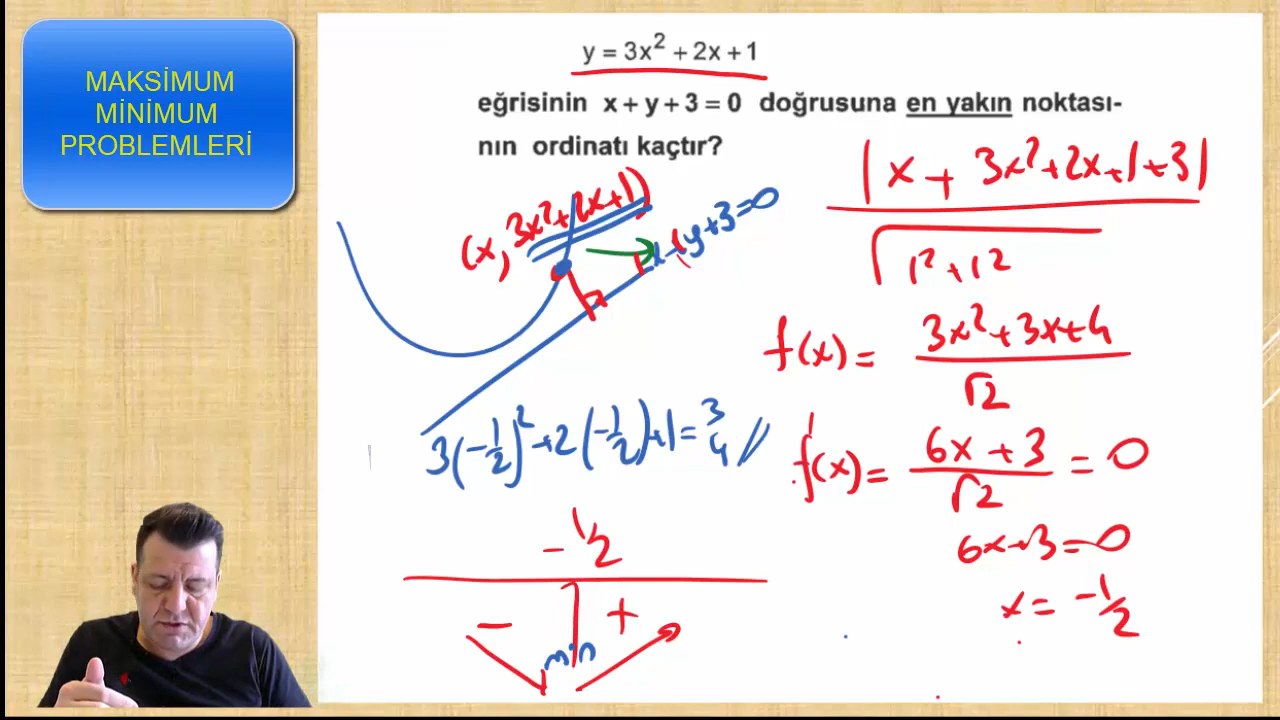 MAKSİMUM
MİNİMUM
PROBLEMLERİ
y = 3x² + 2x + 1
eğrisinin x + y + 3 = 0 doğrusuna en yakın noktası-
nın ordinatı kaçtır?
|x + 3x²+2x+1+3|
√1²+1²
(x, 3x²+2x+1)
x+y+3=0
f(x) = 3x²+3x+4
√2
3(-1/2)²+2(-1/2)+1=3/4 //
f'(x) = 6x+3 = 0
√2
6x+3=0
x = -1/2
-1/2
- +
min